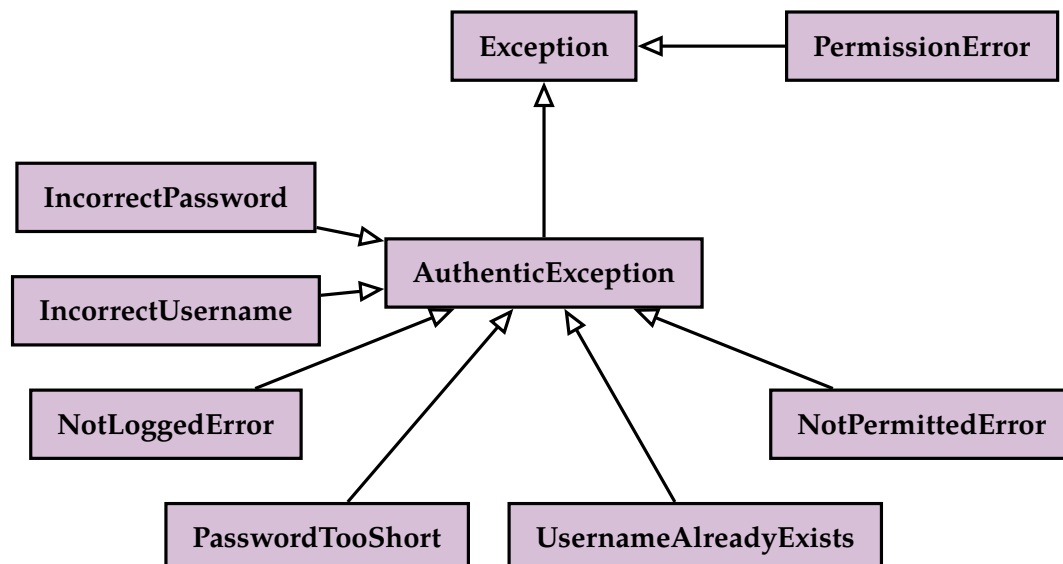 Exception
PermissionError
IncorrectPassword
AuthenticException
IncorrectUsername
NotLoggedError
NotPermittedError
PasswordTooShort
UsernameAlreadyExists